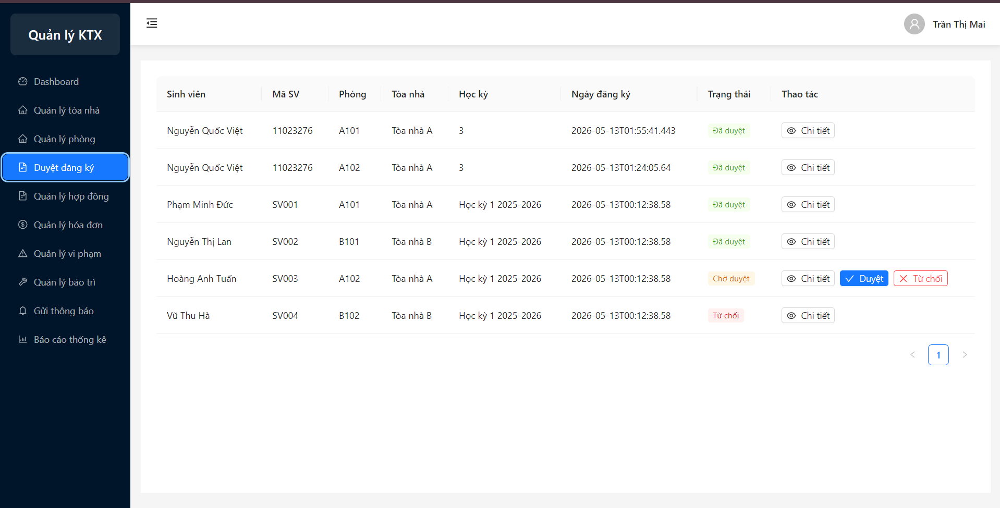 Quản lý KTX
Trần Thị Mai
Dashboard
Quản lý tòa nhà
Quản lý phòng
Duyệt đăng ký
Quản lý hợp đồng
Quản lý hóa đơn
Quản lý vi phạm
Quản lý bảo trì
Gửi thông báo
Báo cáo thống kê
Sinh viên Mã SV Phòng Tòa nhà Học kỳ Ngày đăng ký Trạng thái Thao tác
Nguyễn Quốc Việt 11023276 A101 Tòa nhà A 3 2026-05-13T01:55:41.443 Đã duyệt Chi tiết
Nguyễn Quốc Việt 11023276 A102 Tòa nhà A 3 2026-05-13T01:24:05.64 Đã duyệt Chi tiết
Phạm Minh Đức SV001 A101 Tòa nhà A Học kỳ 1 2025-2026 2026-05-13T00:12:38.58 Đã duyệt Chi tiết
Nguyễn Thị Lan SV002 B101 Tòa nhà B Học kỳ 1 2025-2026 2026-05-13T00:12:38.58 Đã duyệt Chi tiết
Hoàng Anh Tuấn SV003 A102 Tòa nhà A Học kỳ 1 2025-2026 2026-05-13T00:12:38.58 Chờ duyệt Chi tiết Duyệt Từ chối
Vũ Thu Hà SV004 B102 Tòa nhà B Học kỳ 1 2025-2026 2026-05-13T00:12:38.58 Từ chối Chi tiết
1